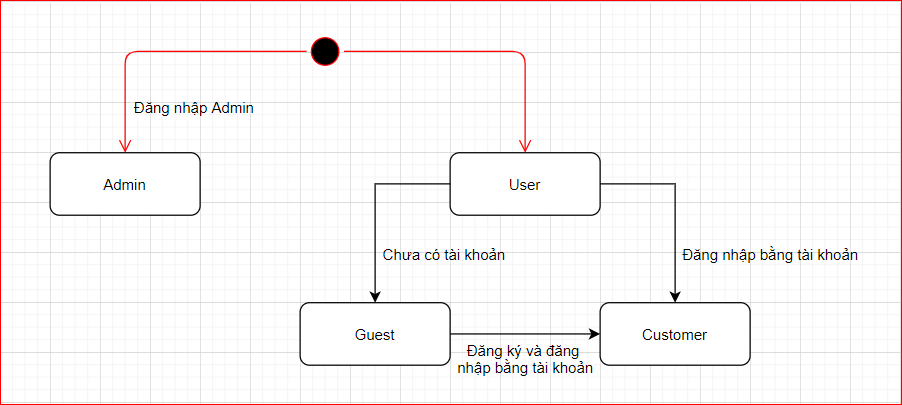 Đăng nhập Admin
Admin
User
Chưa có tài khoản
Đăng nhập bằng tài khoản
Guest
Customer
Đăng ký và đăng
nhập bằng tài khoản